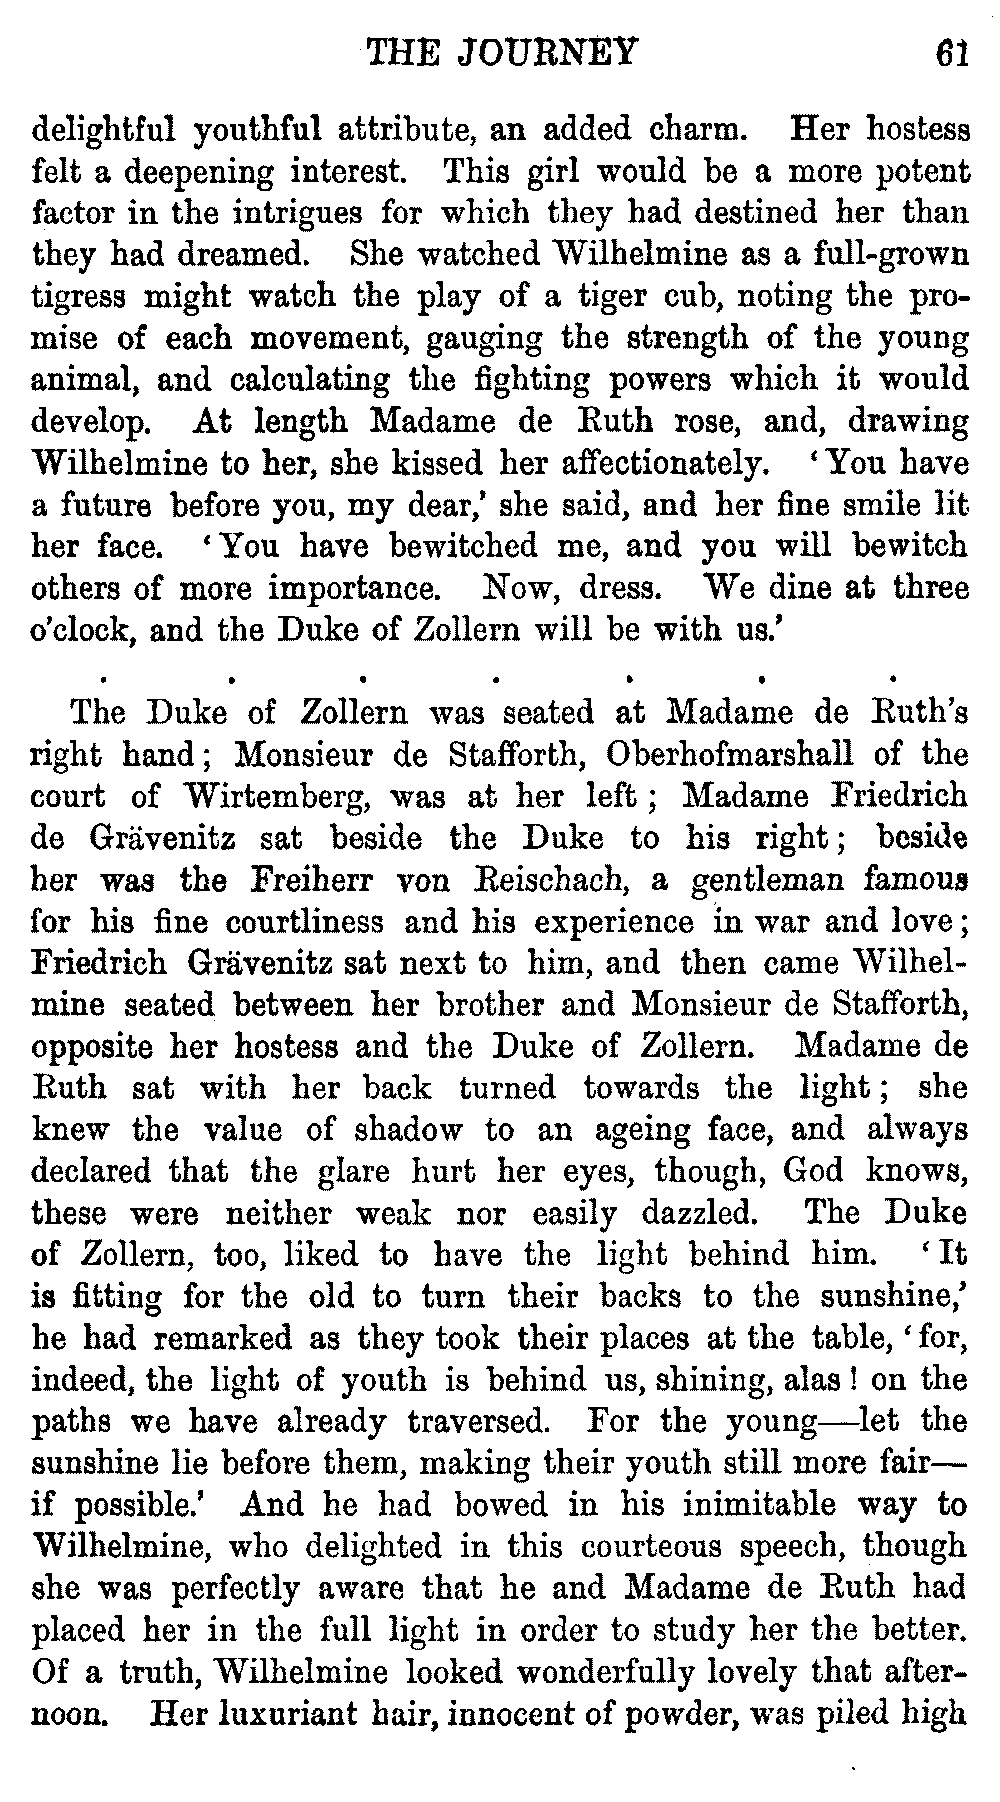 THE JOURNEY 61
delightful youthful attribute, an added charm. Her hostess
felt a deepening interest. This girl would be a more potent
factor in the intrigues for which they had destined her than
they had dreamed. She watched Wilhelmine as a full-grown
tigress might watch the play of a tiger cub, noting the pro-
mise of each movement, gauging the strength of the young
animal, and calculating the fighting powers which it would
develop. At length Madame de Ruth rose, and, drawing
Wilhelmine to her, she kissed her affectionately. ‘You have
a future before you, my dear,’ she said, and her fine smile lit
her face. ‘You have bewitched me, and you will bewitch
others of more importance. Now, dress. We dine at three
o’clock, and the Duke of Zollern will be with us.’
. . . . . . .
The Duke of Zollern was seated at Madame de Ruth’s
right hand; Monsieur de Stafforth, Oberhofmarshall of the
court of Wirtemberg, was at her left; Madame Friedrich
de Grävenitz sat beside the Duke to his right; beside
her was the Freiherr von Reischach, a gentleman famous
for his fine courtliness and his experience in war and love;
Friedrich Grävenitz sat next to him, and then came Wilhel-
mine seated between her brother and Monsieur de Stafforth,
opposite her hostess and the Duke of Zollern. Madame de
Ruth sat with her back turned towards the light; she
knew the value of shadow to an ageing face, and always
declared that the glare hurt her eyes, though, God knows,
these were neither weak nor easily dazzled. The Duke
of Zollern, too, liked to have the light behind him. ‘It
is fitting for the old to turn their backs to the sunshine,’
he had remarked as they took their places at the table, ‘for,
indeed, the light of youth is behind us, shining, alas! on the
paths we have already traversed. For the young—let the
sunshine lie before them, making their youth still more fair—
if possible.’ And he had bowed in his inimitable way to
Wilhelmine, who delighted in this courteous speech, though
she was perfectly aware that he and Madame de Ruth had
placed her in the full light in order to study her the better.
Of a truth, Wilhelmine looked wonderfully lovely that after-
noon. Her luxuriant hair, innocent of powder, was piled high